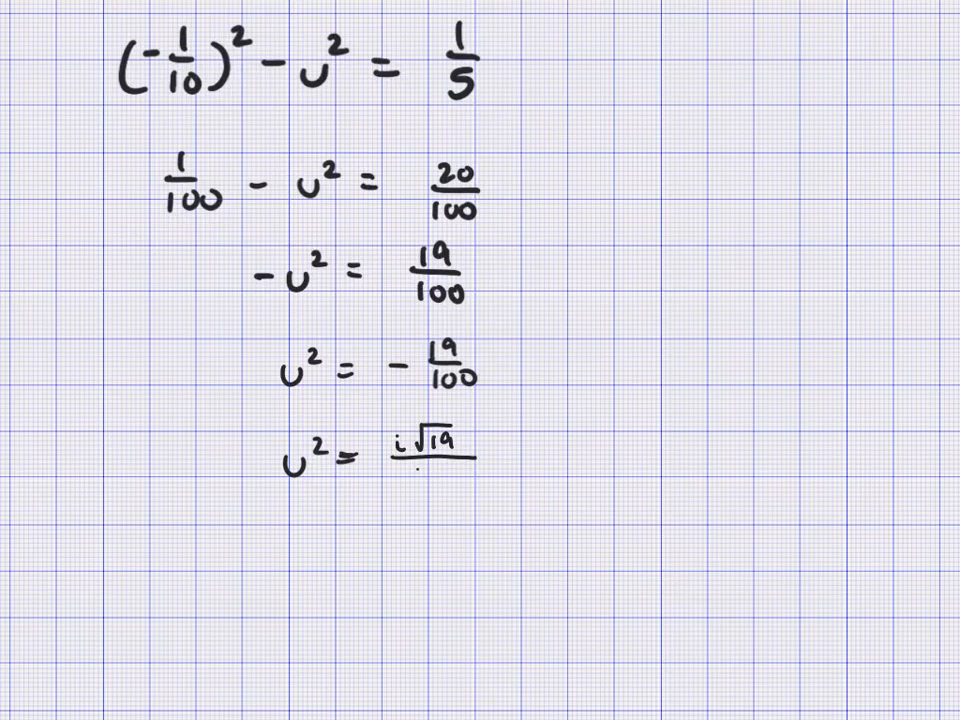 (-1/10)² - u² = 1/5
1/100 - u² = 20/100
-u² = 19/100
u² = - 19/100
u² = i√19/